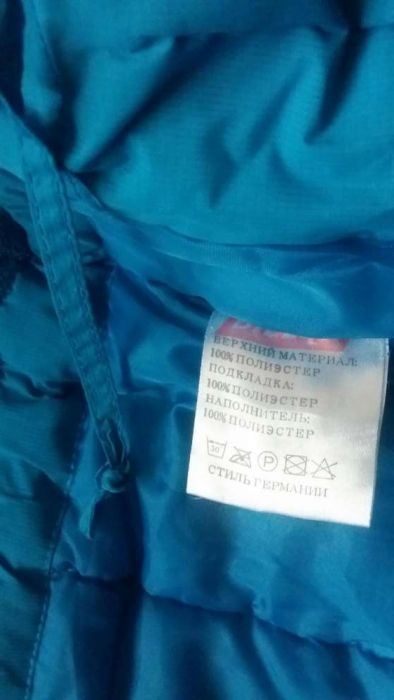 ВЕРХНИЙ МАТЕРИАЛ:
100% ПОЛИЭСТЕР
ПОДКЛАДКА:
100% ПОЛИЭСТЕР
НАПОЛНИТЕЛЬ:
100% ПОЛИЭСТЕР
30 P
СТИЛЬ ГЕРМАНИИ